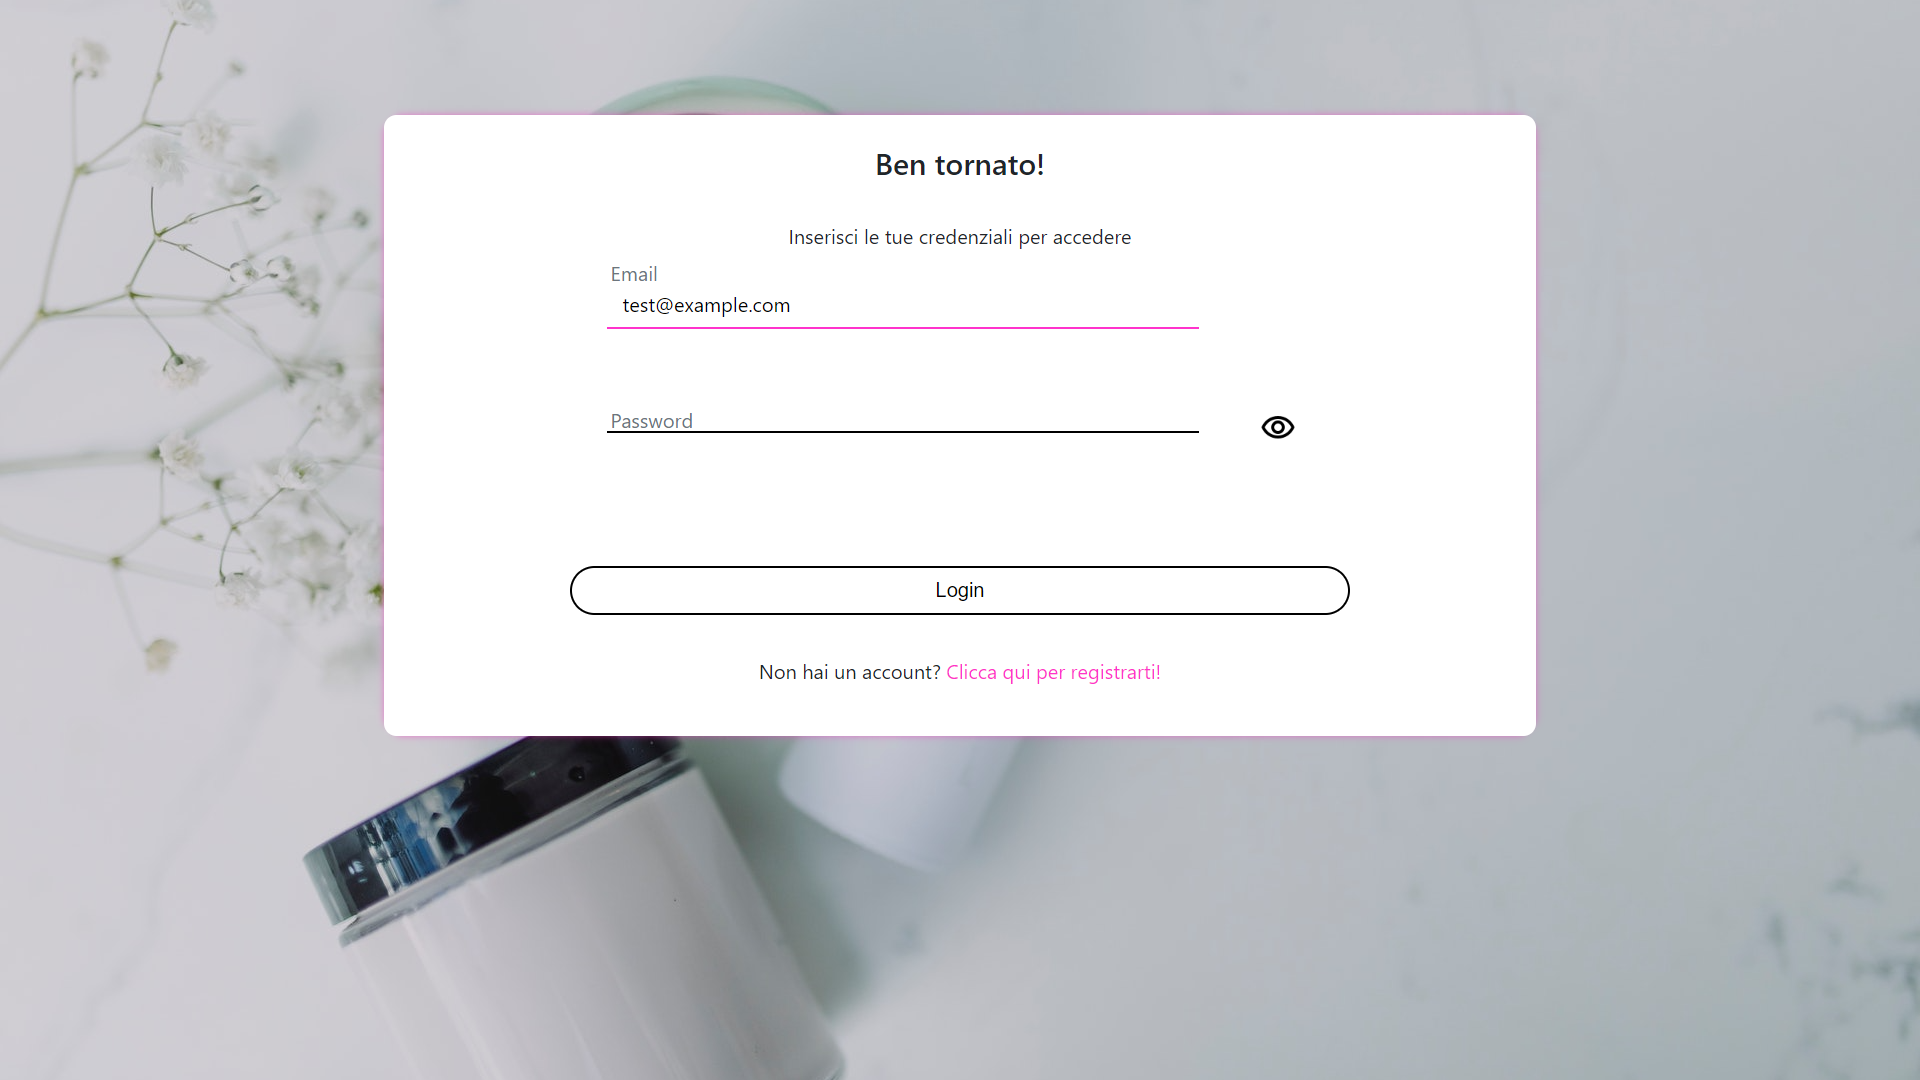 Ben tornato!
Inserisci le tue credenziali per accedere
Email
test@example.com
Password
Login
Non hai un account? Clicca qui per registrarti!